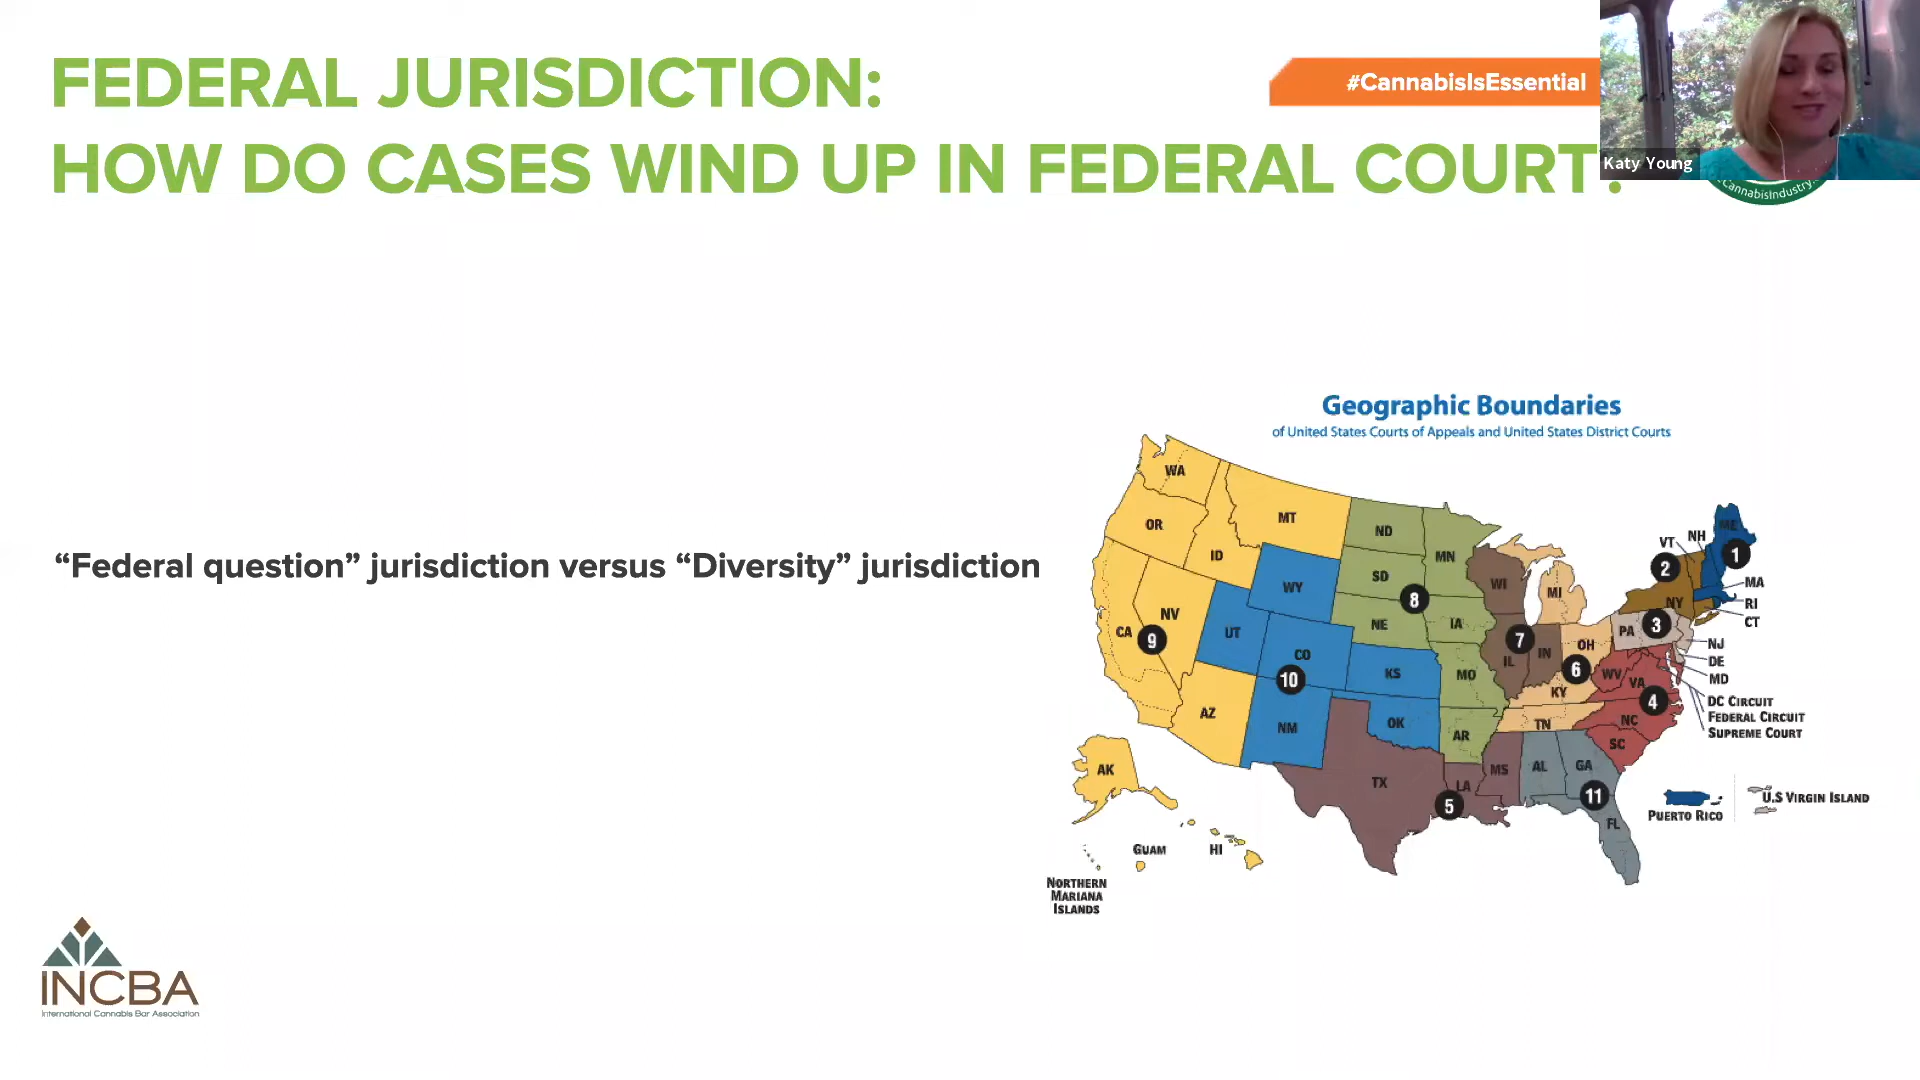 FEDERAL JURISDICTION:
HOW DO CASES WIND UP IN FEDERAL COURT?
#CannabisIsEssential
Katy Young
CannabisIndustry.
"Federal question" jurisdiction versus "Diversity" jurisdiction
Geographic Boundaries
of United States Courts of Appeals and United States District Courts
WA
OR
MT
ID
ND
MN
SD
WY
NV
CA
9
UT
CO
10
AZ
NM
NE
8
IA
KS
MO
OK
AR
TX
LA
5
MS
WI
MI
7
IL
IN
OH
6
KY
TN
AL
GA
11
FL
ME
1
NH
VT
2
MA
NY
RI
CT
PA
3
NJ
DE
MD
WV
VA
4
NC
SC
DC CIRCUIT
FEDERAL CIRCUIT
SUPREME COURT
AK
GUAM
HI
NORTHERN
MARIANA
ISLANDS
PUERTO RICO
U.S VIRGIN ISLAND
INCBA
International Cannabis Bar Association